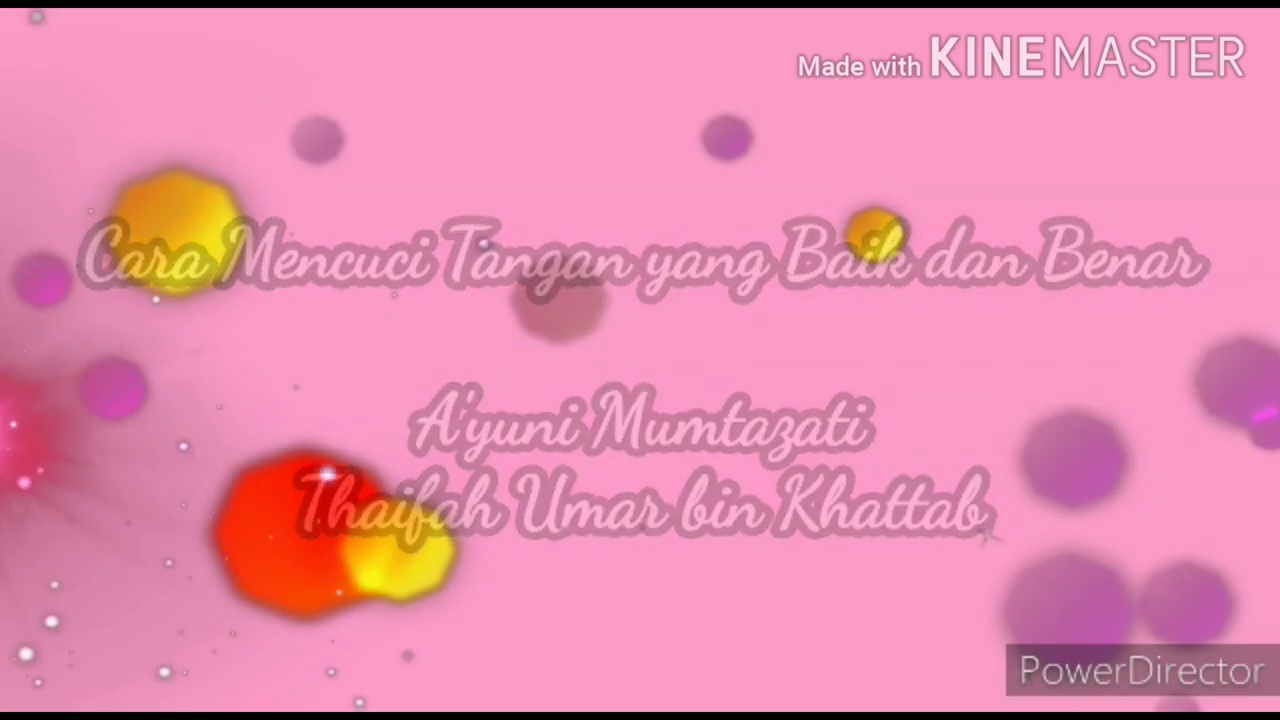 Made with KINEMASTER
Cara Mencuci Tangan yang Baik dan Benar
A'yuni Mumtazati
Thaifah Umar bin Khattab
PowerDirector